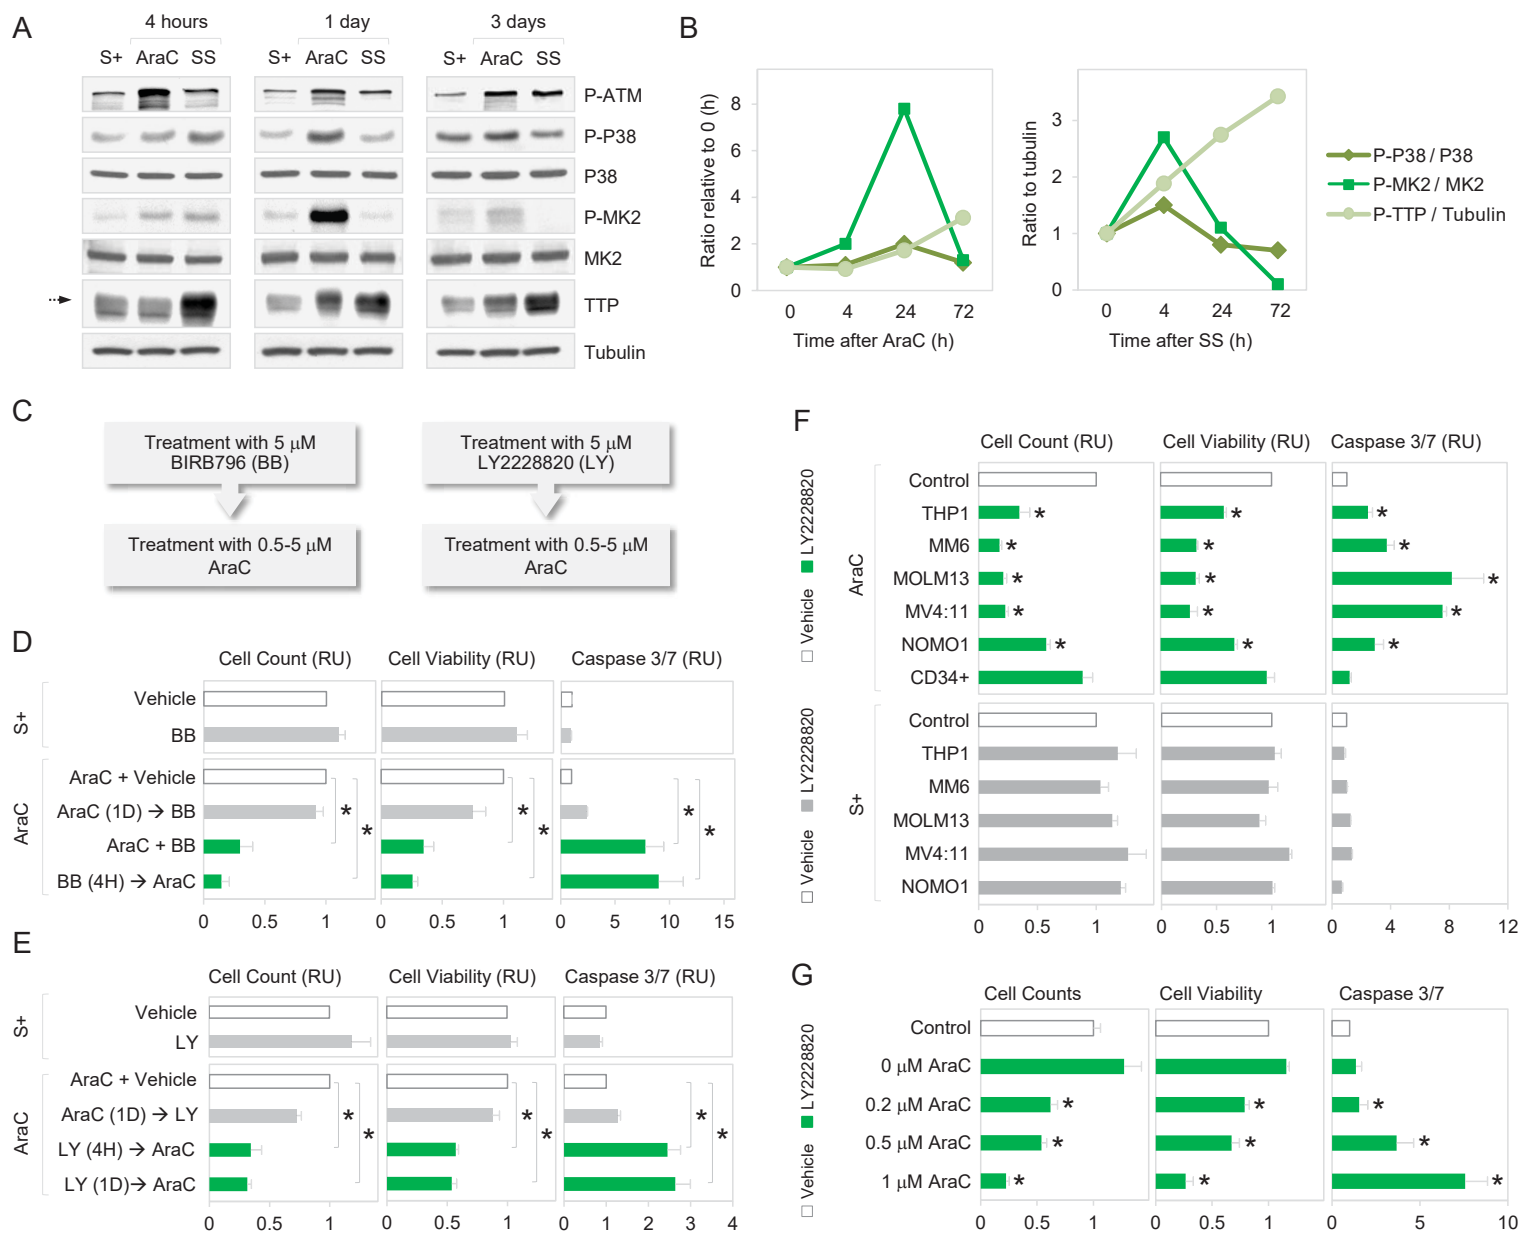 A
4 hours
1 day
3 days
S+ AraC SS
S+ AraC SS
S+ AraC SS
P-ATM
P-P38
P38
P-MK2
MK2
TTP
Tubulin
B
Ratio relative to 0 (h)
8
6
4
2
0
0 4 24 72
Time after AraC (h)
Ratio to tubulin
3
2
1
0
0 4 24 72
Time after SS (h)
P-P38 / P38
P-MK2 / MK2
P-TTP / Tubulin
C
Treatment with 5 μM
BIRB796 (BB)
Treatment with 0.5-5 μM
AraC
Treatment with 5 μM
LY2228820 (LY)
Treatment with 0.5-5 μM
AraC
D
Cell Count (RU) Cell Viability (RU) Caspase 3/7 (RU)
S+
Vehicle
BB
AraC
AraC + Vehicle
AraC (1D) → BB
* * *
AraC + BB
* * *
BB (4H) → AraC
0 0.5 1 0 0.5 1 0 5 10 15
E
Cell Count (RU) Cell Viability (RU) Caspase 3/7 (RU)
S+
Vehicle
LY
AraC
AraC + Vehicle
AraC (1D) → LY
* * *
* * *
LY (4H) → AraC
LY (1D)→ AraC
0 0.5 1 0 0.5 1 0 1 2 3 4
F
Cell Count (RU) Cell Viability (RU) Caspase 3/7 (RU)
Vehicle LY2228820
AraC
Control
THP1 * * *
MM6 * * *
MOLM13 * * *
MV4:11 * * *
NOMO1 * * *
CD34+
Vehicle LY2228820
S+
Control
THP1
MM6
MOLM13
MV4:11
NOMO1
0 0.5 1 0 0.5 1 0 4 8 12
G
Cell Counts Cell Viability Caspase 3/7
Vehicle LY2228820
Control
0 μM AraC
0.2 μM AraC * * *
0.5 μM AraC * * *
1 μM AraC * * *
0 0.5 1 0 0.5 1 0 5 10